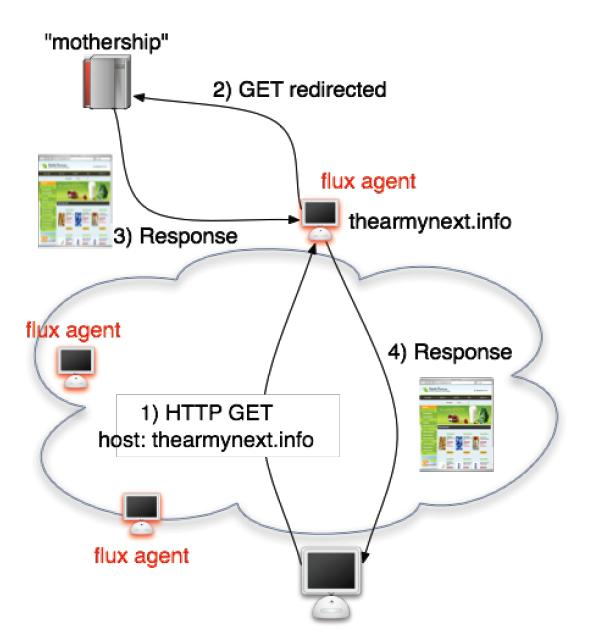 "mothership"
2) GET redirected
flux agent
thearmynext.info
3) Response
flux agent
4) Response
1) HTTP GET
host: thearmynext.info
flux agent